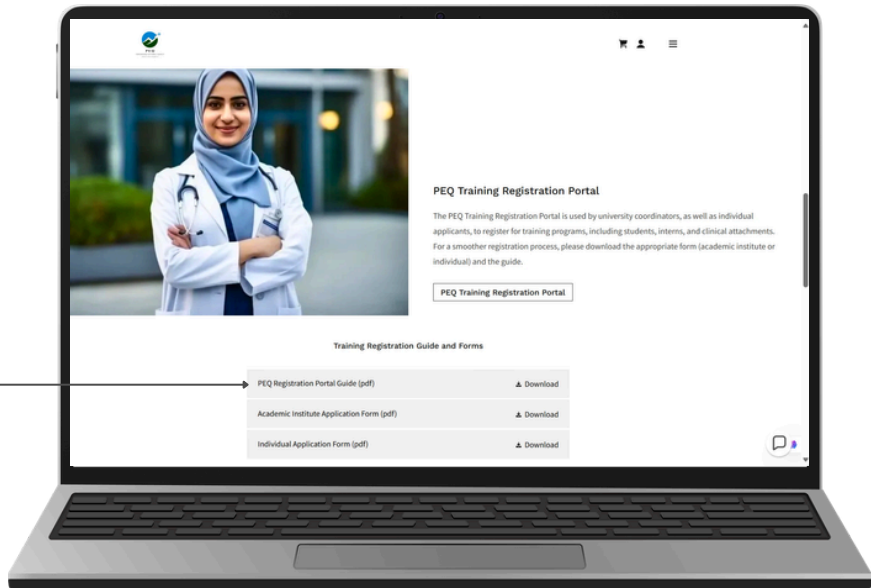 PEQ Training Registration Portal
The PEQ Training Registration Portal is used by university coordinators, as well as individual
applicants, to register for training programs, including students, interns, and clinical attachments.
For a smoother registration process, please download the appropriate form (academic institute or
individual) and the guide.
PEQ Training Registration Portal
Training Registration Guide and Forms
PEQ Registration Portal Guide (pdf) Download
Academic Institute Application Form (pdf) Download
Individual Application Form (pdf) Download